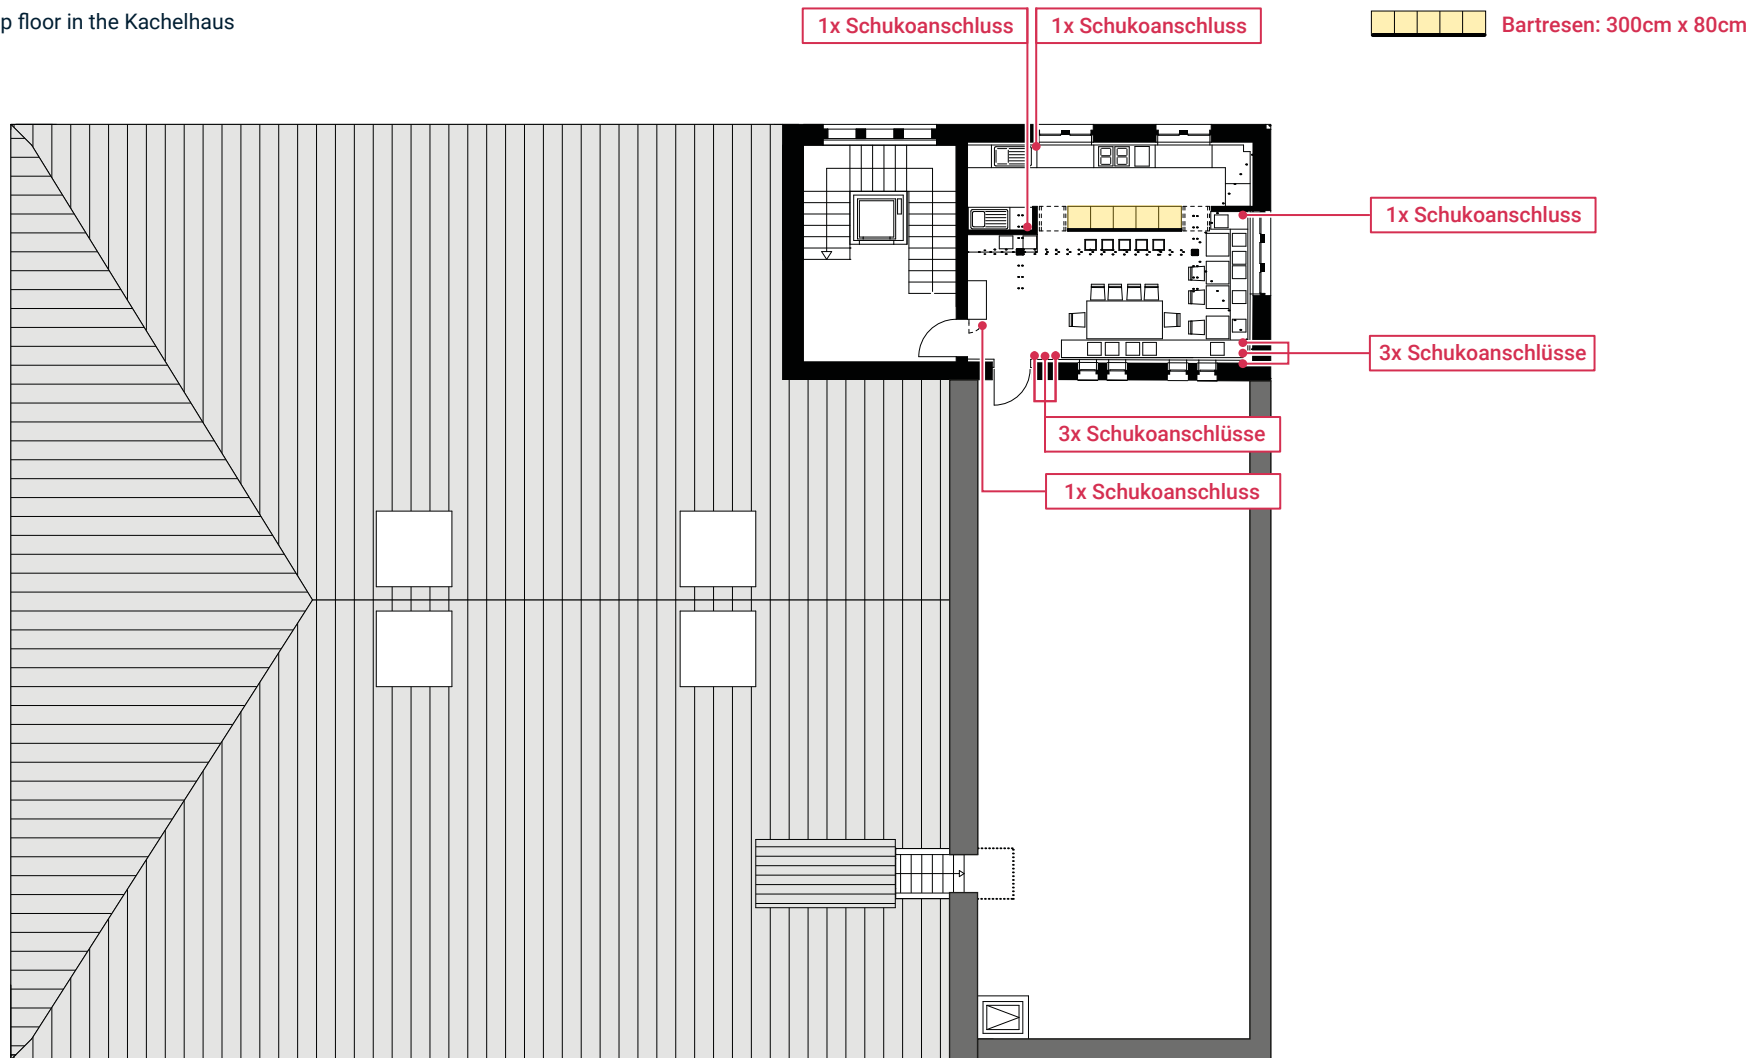 floor in the Kachelhaus
1x Schukoanschluss
1x Schukoanschluss
Bartresen: 300cm x 80cm
1x Schukoanschluss
3x Schukoanschlüsse
3x Schukoanschlüsse
1x Schukoanschluss